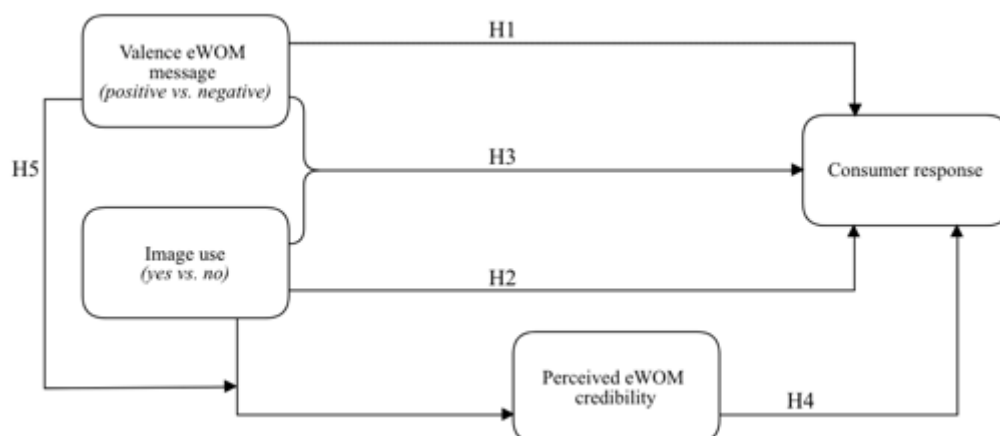 H1
Valence eWOM
message
(positive vs. negative)
H5
H3
Consumer response
Image use
(yes vs. no)
H2
Perceived eWOM
credibility
H4